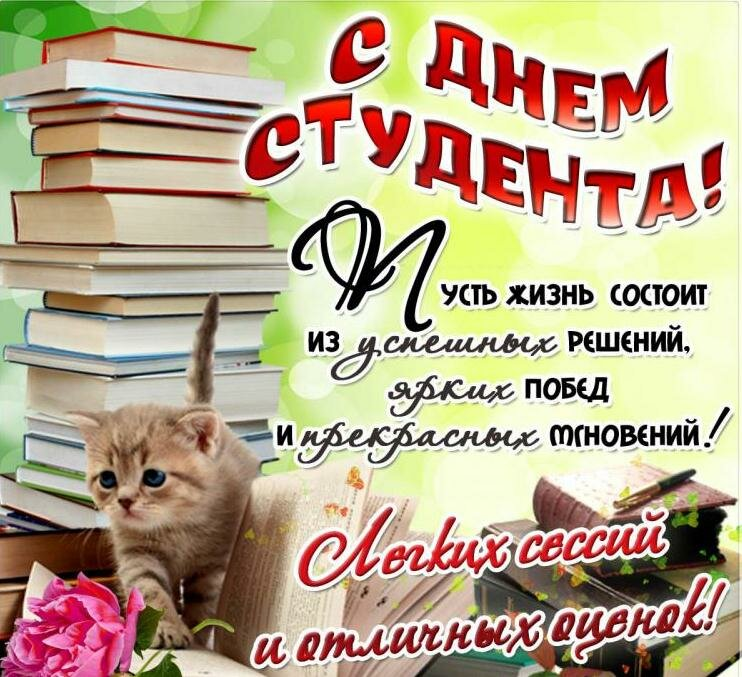 С ДНЕМ
СТУДЕНТА!
Пусть жизнь состоит
из успешных решений,
ярких побед
и прекрасных мгновений!
Легких сессий
и отличных оценок!